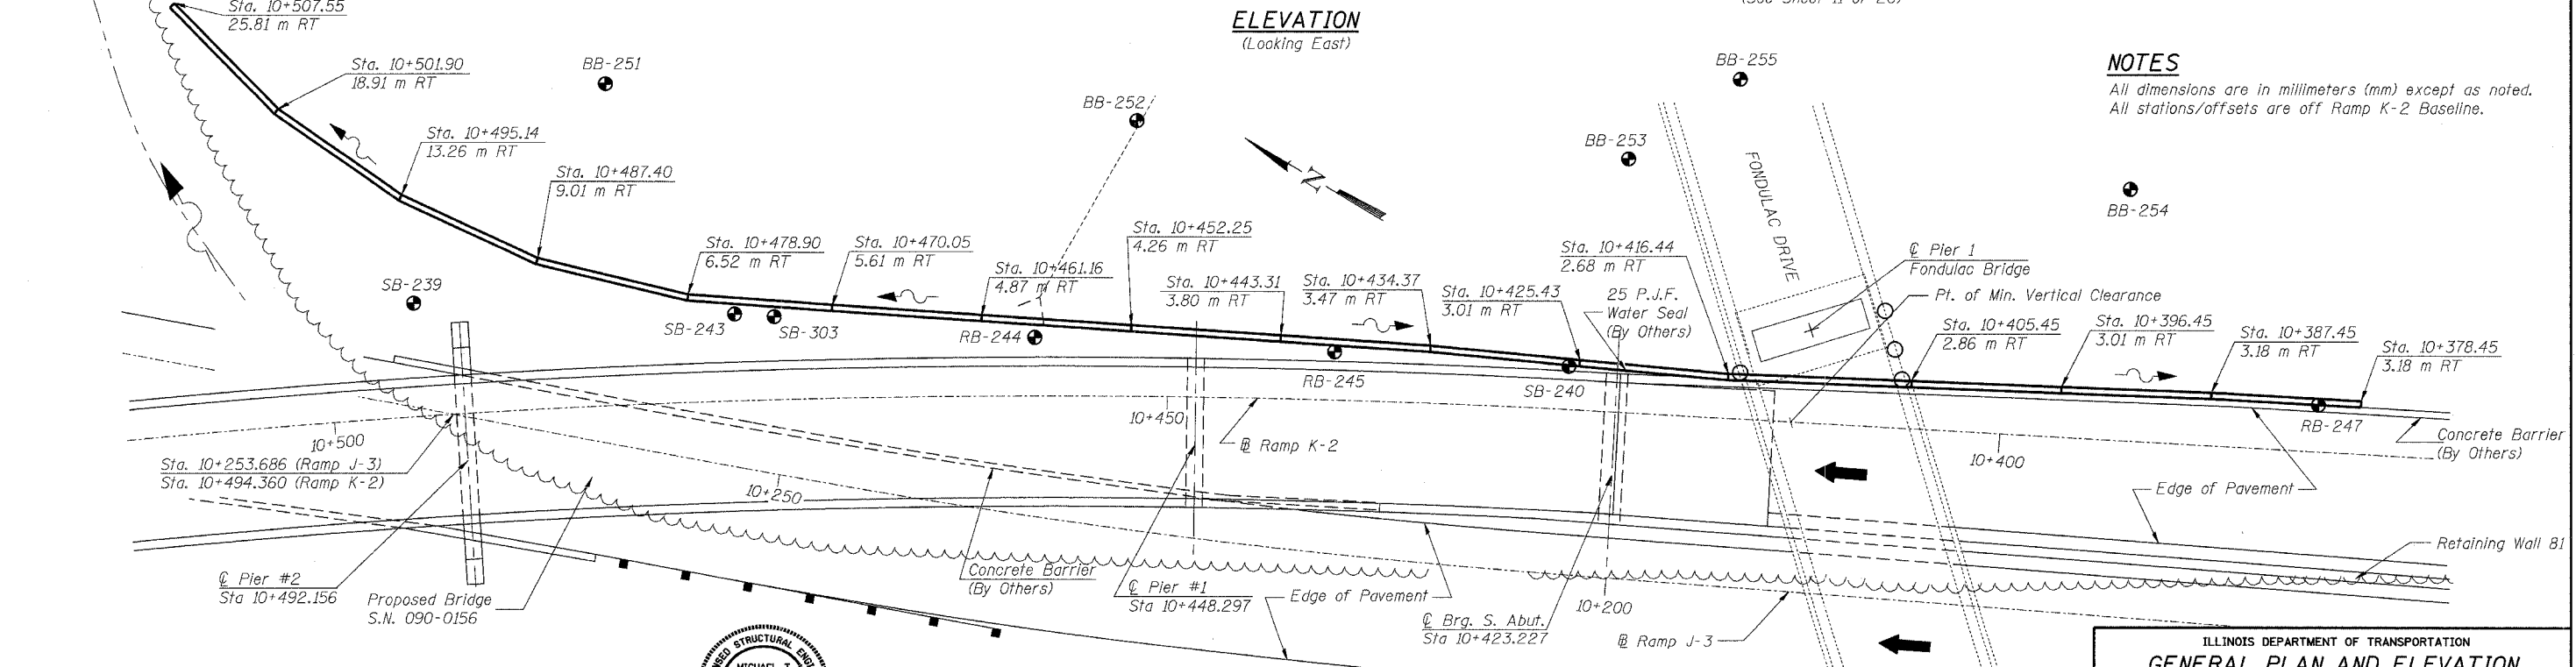 Sta. 10+507.55
25.81 m RT
ELEVATION
(Looking East)
NOTES
All dimensions are in millimeters (mm) except as noted.
All stations/offsets are off Ramp K-2 Baseline.
Sta. 10+501.90
18.91 m RT
BB-251
BB-252
BB-255
BB-253
BB-254
Sta. 10+495.14
13.26 m RT
Sta. 10+487.40
9.01 m RT
N
FONDULAC DRIVE
Sta. 10+478.90
6.52 m RT
Sta. 10+470.05
5.61 m RT
Sta. 10+461.16
4.87 m RT
Sta. 10+452.25
4.26 m RT
Sta. 10+443.31
3.80 m RT
Sta. 10+434.37
3.47 m RT
Sta. 10+425.43
3.01 m RT
25 P.J.F.
Water Seal
(By Others)
Sta. 10+416.44
2.68 m RT
℄ Pier 1
Fondulac Bridge
Pt. of Min. Vertical Clearance
Sta. 10+405.45
2.86 m RT
Sta. 10+396.45
3.01 m RT
Sta. 10+387.45
3.18 m RT
Sta. 10+378.45
3.18 m RT
SB-239
SB-243
SB-303
RB-244
RB-245
SB-240
RB-247
10+500
10+450
10+400
10+250
10+200
Sta. 10+253.686 (Ramp J-3)
Sta. 10+494.360 (Ramp K-2)
℄ Pier #2
Sta 10+492.156
Proposed Bridge
S.N. 090-0156
Concrete Barrier
(By Others)
℄ Pier #1
Sta 10+448.297
Edge of Pavement
℄ Brg. S. Abut.
Sta 10+423.227
BL Ramp K-2
BL Ramp J-3
Edge of Pavement
Concrete Barrier
(By Others)
Retaining Wall 81
STRUCTURAL
MICHAEL T.
ILLINOIS DEPARTMENT OF TRANSPORTATION
GENERAL PLAN AND ELEVATION